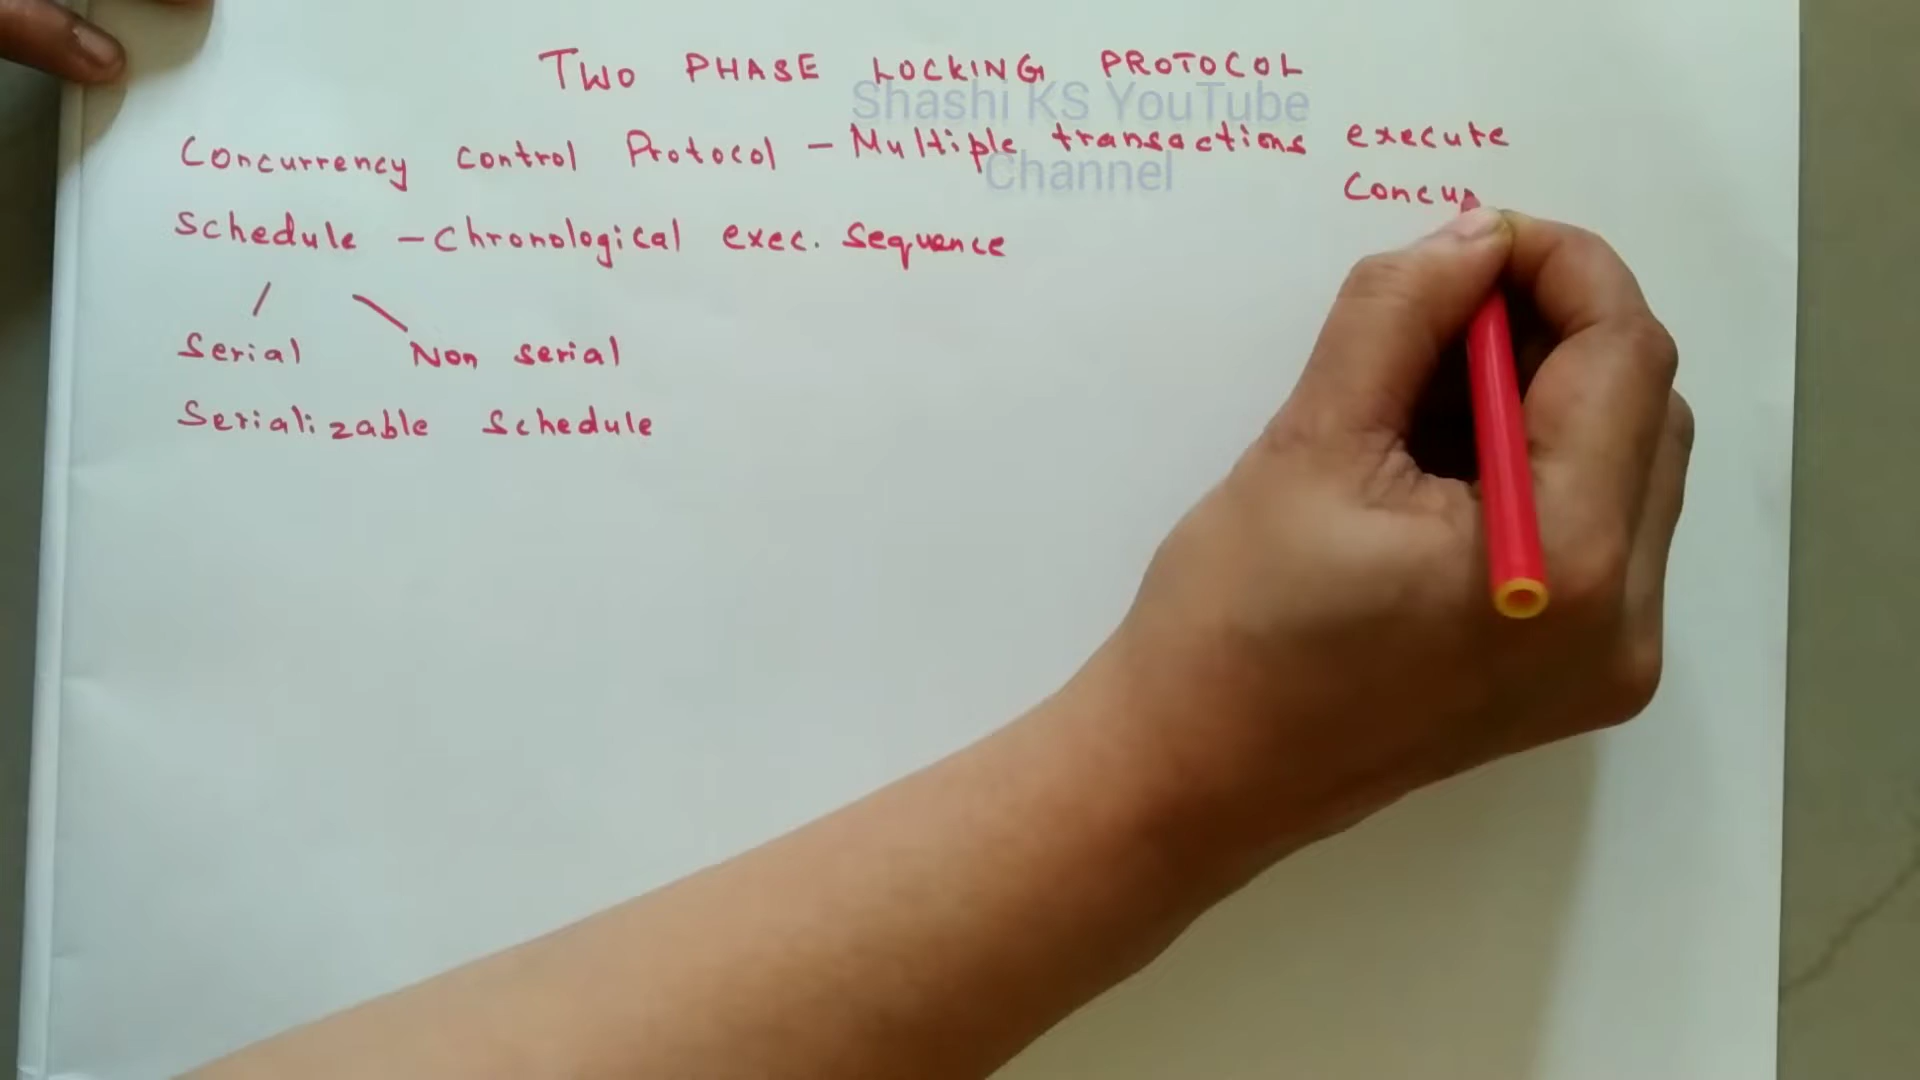 TWO PHASE LOCKING PROTOCOL
Shashi KS YouTube
Channel
Concurrency control Protocol - Multiple transactions execute
Concu
Schedule - Chronological exec. Sequence
Serial Non serial
Serializable Schedule